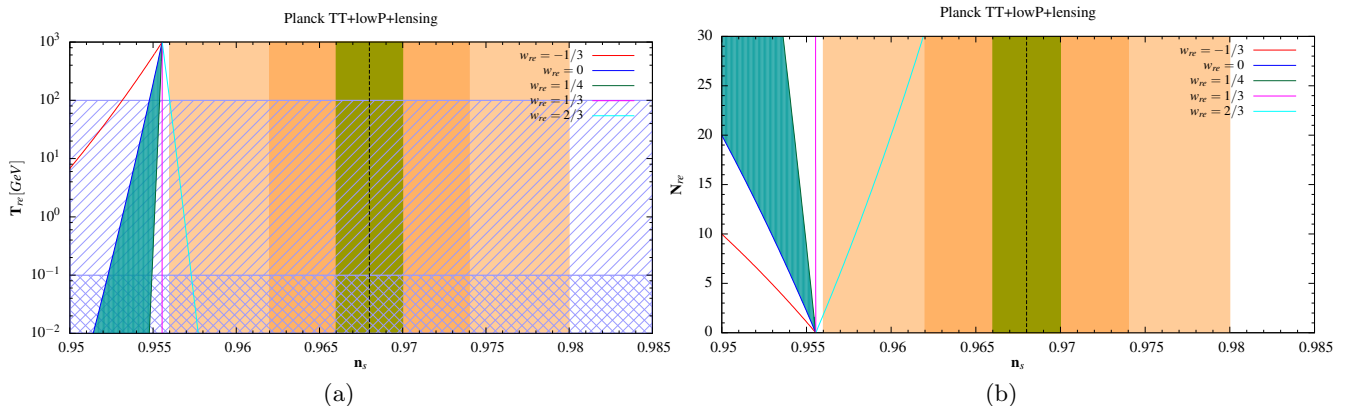 Planck TT+lowP+lensing
T_re [GeV]
10^3
10^2
10^1
10^0
10^-1
10^-2
w_re = −1/3
w_re = 0
w_re = 1/4
w_re = 1/3
w_re = 2/3
0.95 0.955 0.96 0.965 0.97 0.975 0.98 0.985
n_s
(a)
Planck TT+lowP+lensing
N_re
30
25
20
15
10
5
0
w_re = −1/3
w_re = 0
w_re = 1/4
w_re = 1/3
w_re = 2/3
0.95 0.955 0.96 0.965 0.97 0.975 0.98 0.985
n_s
(b)